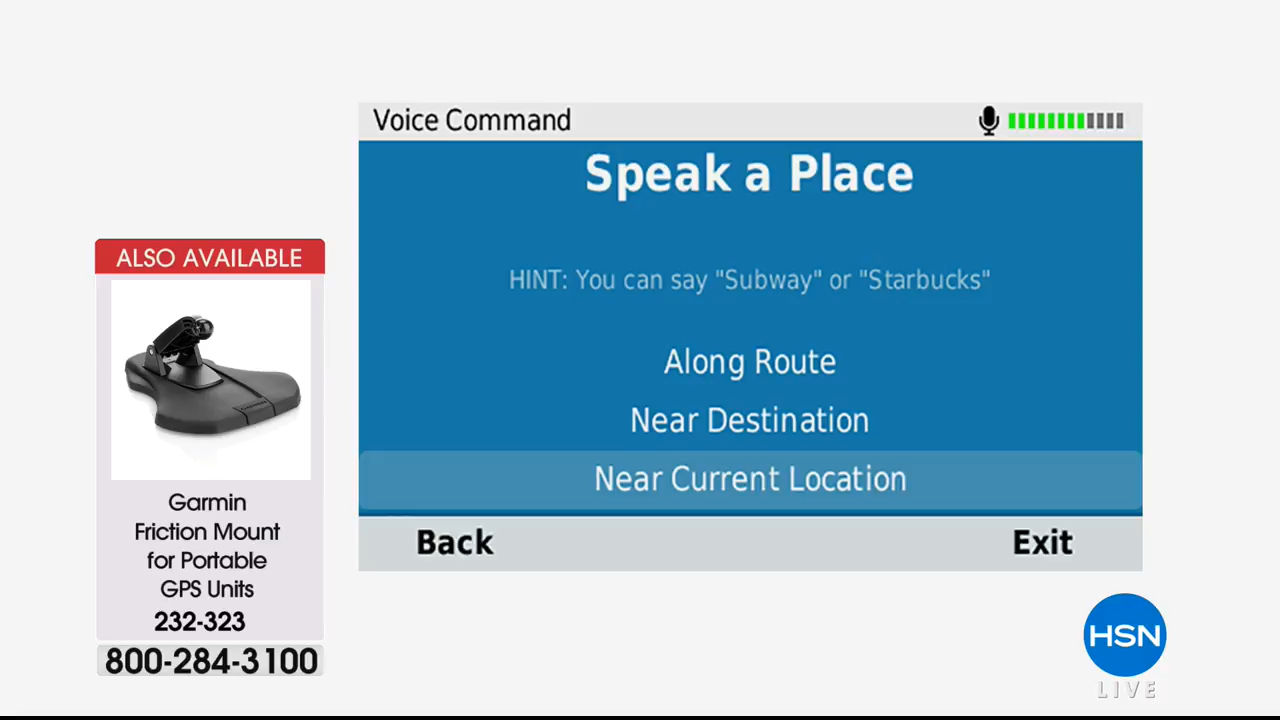 Voice Command
Speak a Place
HINT: You can say "Subway" or "Starbucks"
Along Route
Near Destination
Near Current Location
Back
Exit
ALSO AVAILABLE
Garmin
Friction Mount
for Portable
GPS Units
232-323
800-284-3100
HSN
LIVE